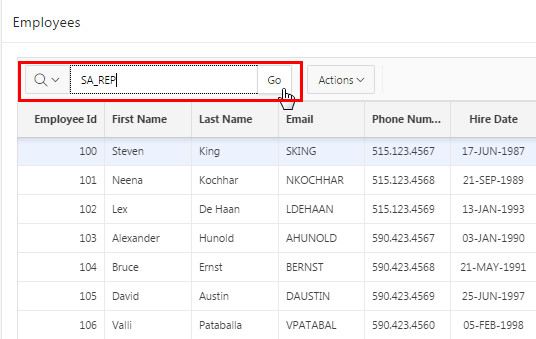 Employees
SA_REP Go Actions
Employee Id First Name Last Name Email Phone Num... Hire Date
100 Steven King SKING 515.123.4567 17-JUN-1987
101 Neena Kochhar NKOCHHAR 515.123.4568 21-SEP-1989
102 Lex De Haan LDEHAAN 515.123.4569 13-JAN-1993
103 Alexander Hunold AHUNOLD 590.423.4567 03-JAN-1990
104 Bruce Ernst BERNST 590.423.4568 21-MAY-1991
105 David Austin DAUSTIN 590.423.4569 25-JUN-1997
106 Valli Pataballa VPATABAL 590.423.4560 05-FEB-1998